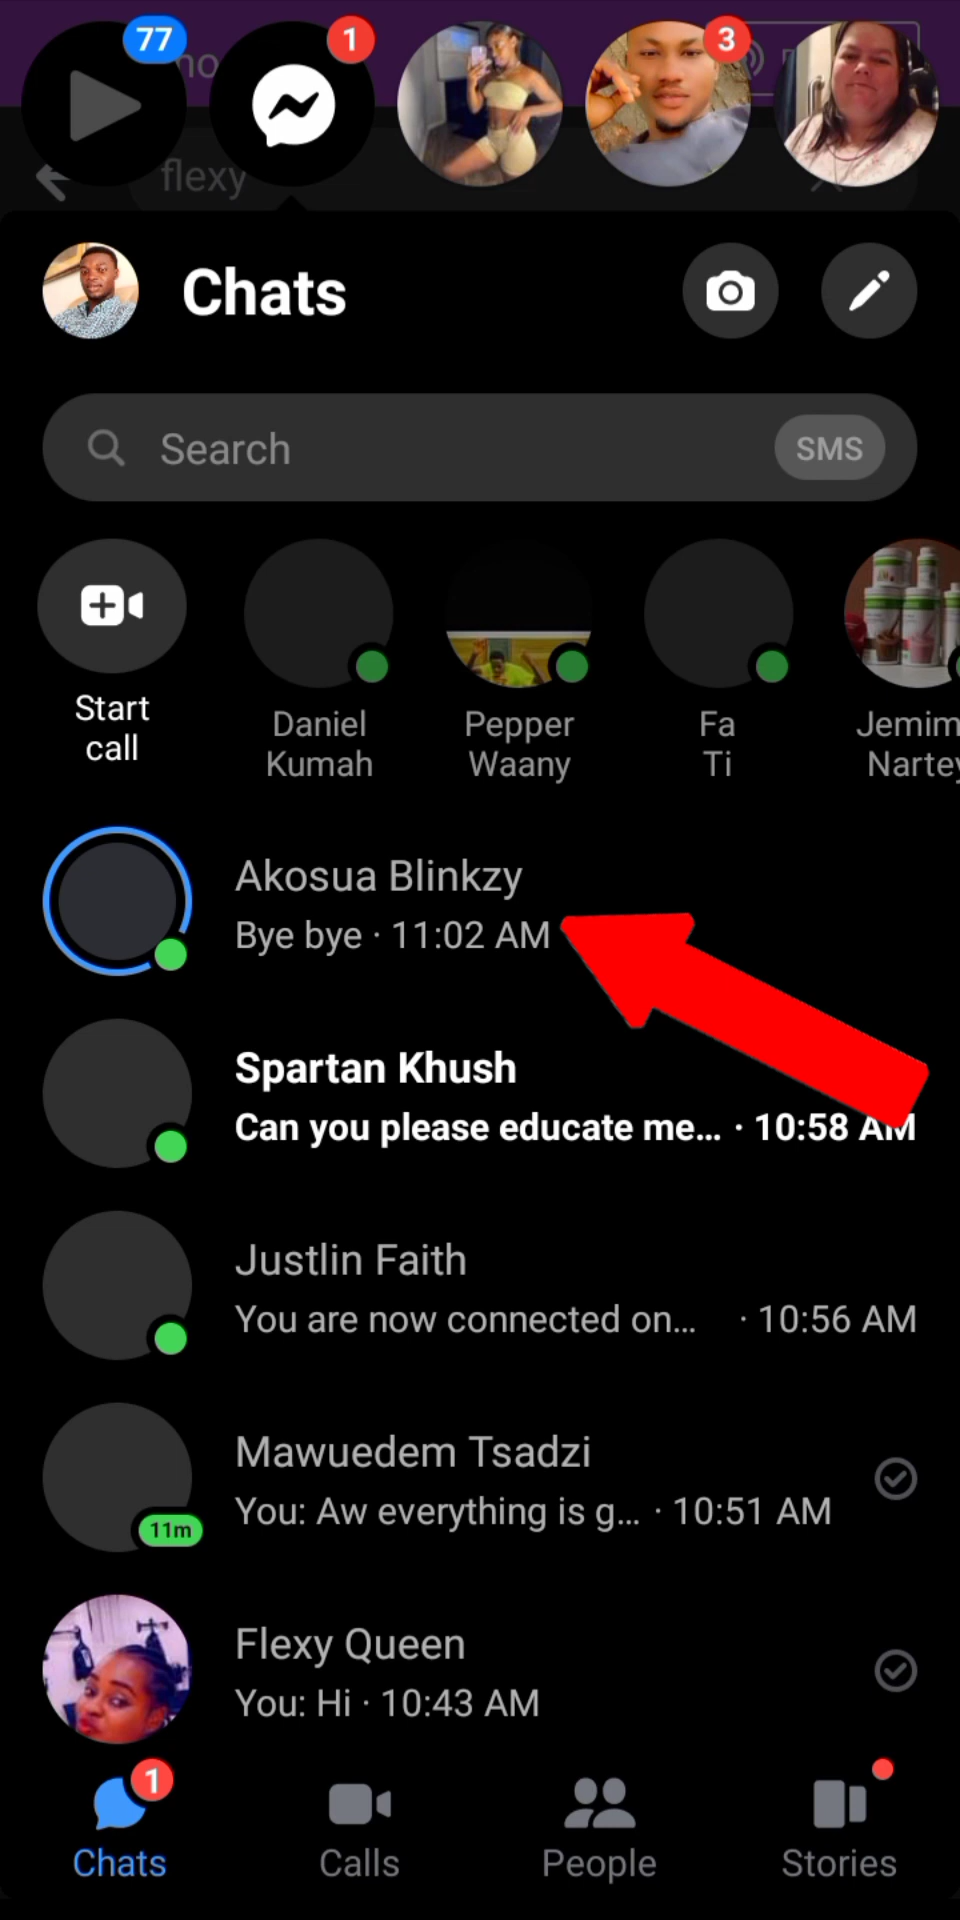 77
1
3
flexy
Chats
Search
SMS
Start
call
Daniel
Kumah
Pepper
Waany
Fa
Ti
Jemim
Nartey
Akosua Blinkzy
Bye bye · 11:02 AM
Spartan Khush
Can you please educate me... · 10:58 AM
Justlin Faith
You are now connected on... · 10:56 AM
Mawuedem Tsadzi
You: Aw everything is g... · 10:51 AM
11m
Flexy Queen
You: Hi · 10:43 AM
1
Chats
Calls
People
Stories